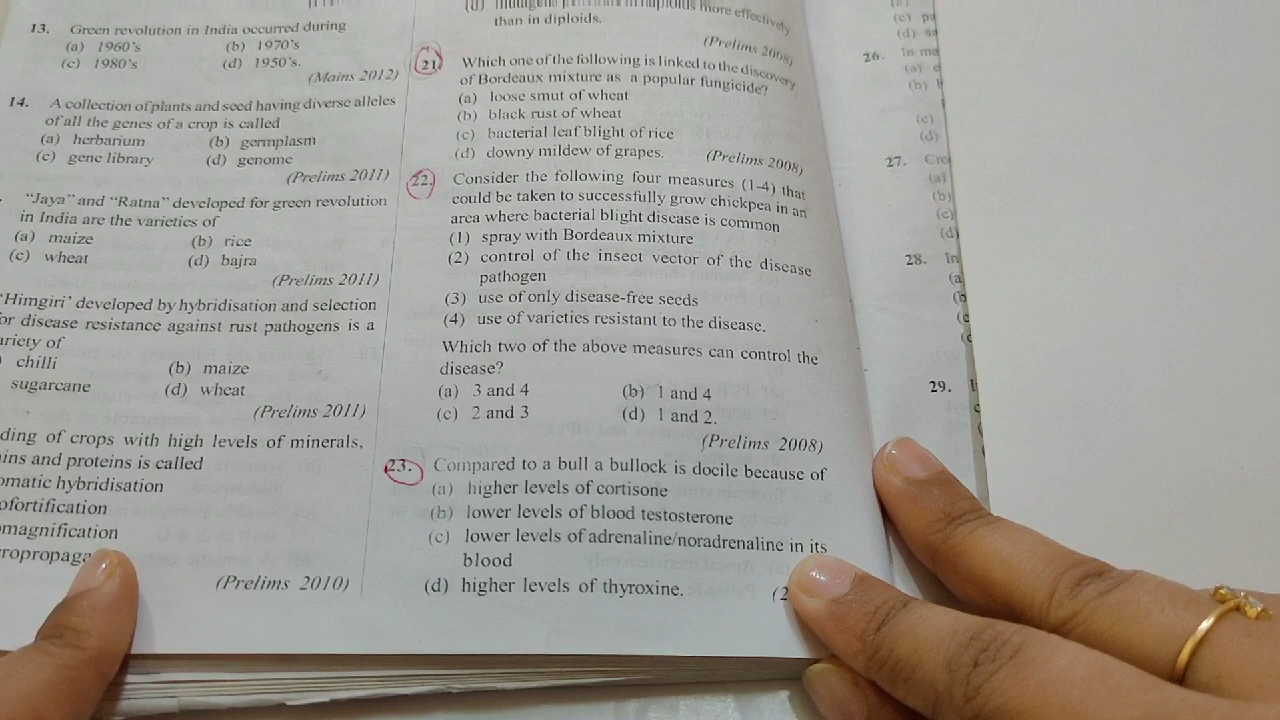 13. Green revolution in India occurred during
(a) 1960's (b) 1970's
(c) 1980's (d) 1950's.
(Mains 2012)
14. A collection of plants and seed having diverse alleles
of all the genes of a crop is called
(a) herbarium (b) germplasm
(c) gene library (d) genome
(Prelims 2011)
"Jaya" and "Ratna" developed for green revolution
in India are the varieties of
(a) maize (b) rice
(c) wheat (d) bajra
(Prelims 2011)
'Himgiri' developed by hybridisation and selection
for disease resistance against rust pathogens is a
variety of
chilli (b) maize
sugarcane (d) wheat
(Prelims 2011)
ding of crops with high levels of minerals,
ins and proteins is called
omatic hybridisation
ofortification
magnification
ropropaga
(Prelims 2010)
more effectively
than in diploids.
(Prelims 2008)
21. Which one of the following is linked to the discovery
of Bordeaux mixture as a popular fungicide?
(a) loose smut of wheat
(b) black rust of wheat
(c) bacterial leaf blight of rice
(d) downy mildew of grapes. (Prelims 2008)
22. Consider the following four measures (1-4) that
could be taken to successfully grow chickpea in an
area where bacterial blight disease is common
(1) spray with Bordeaux mixture
(2) control of the insect vector of the disease
pathogen
(3) use of only disease-free seeds
(4) use of varieties resistant to the disease.
Which two of the above measures can control the
disease?
(a) 3 and 4 (b) 1 and 4
(c) 2 and 3 (d) 1 and 2.
(Prelims 2008)
23. Compared to a bull a bullock is docile because of
(a) higher levels of cortisone
(b) lower levels of blood testosterone
(c) lower levels of adrenaline/noradrenaline in its
blood
(d) higher levels of thyroxine. (2
(c)
(d)
26. In
(a)
(b)
(c)
(d)
27.
(a)
(b)
(c)
(d)
28. In
(a
(b
(c
(c
29.